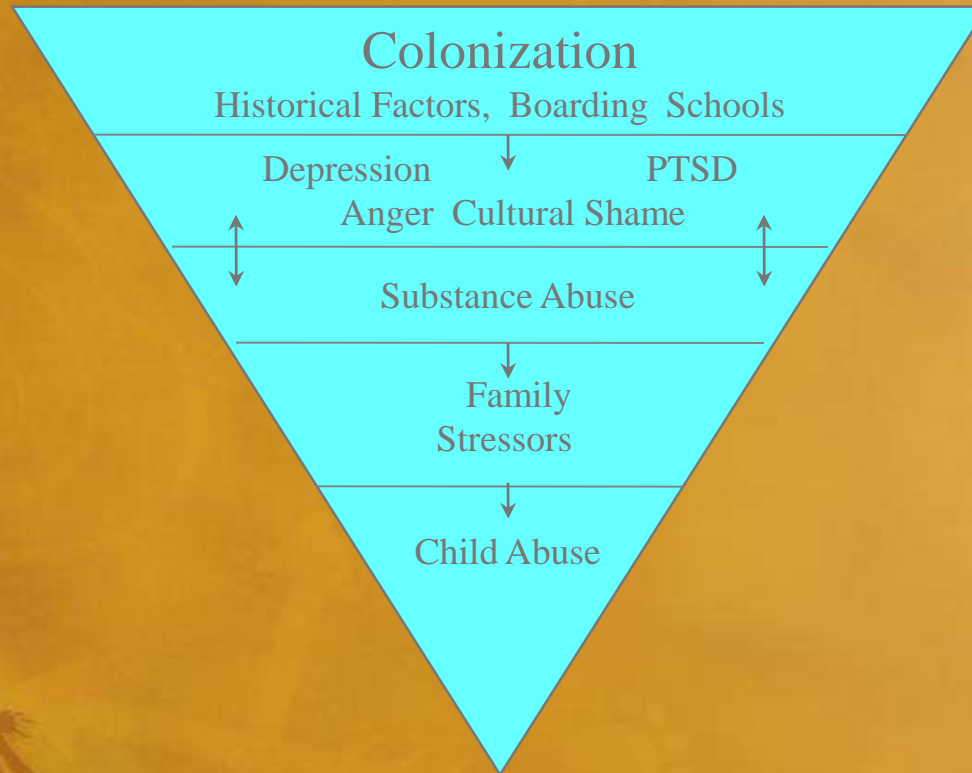 Colonization
Historical Factors, Boarding Schools
Depression PTSD
Anger Cultural Shame
Substance Abuse
Family
Stressors
Child Abuse